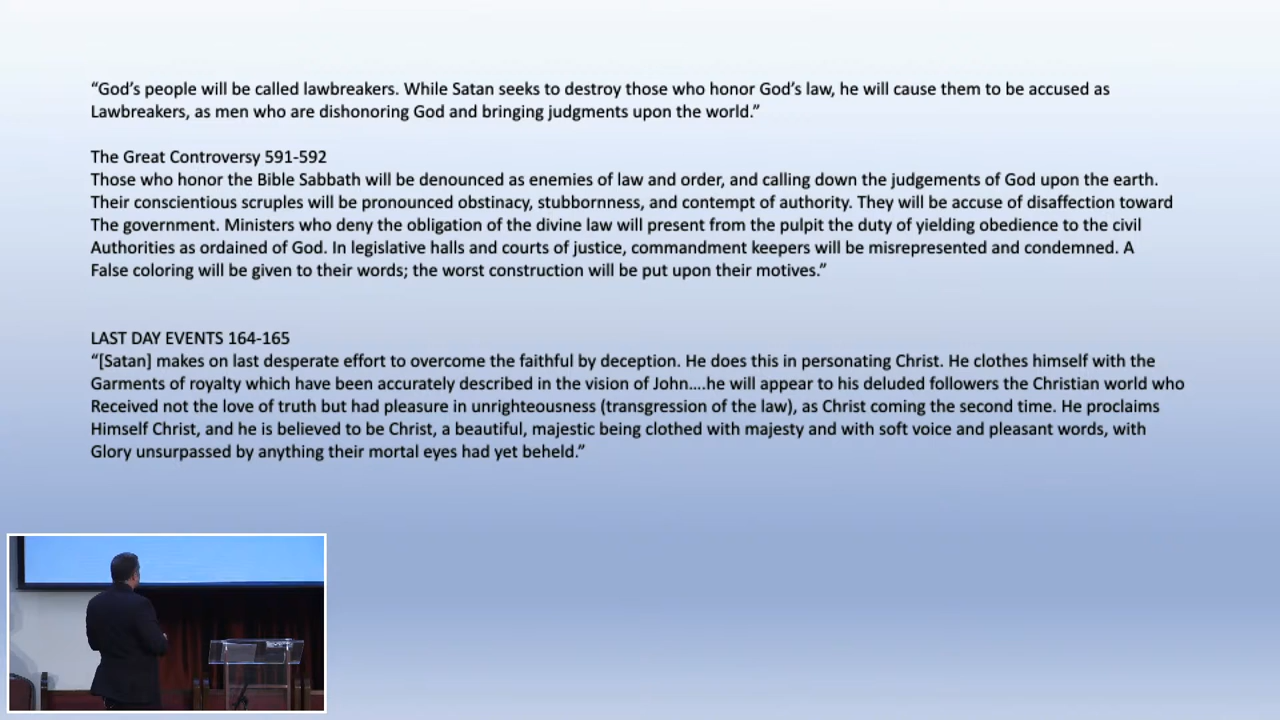 “God’s people will be called lawbreakers. While Satan seeks to destroy those who honor God’s law, he will cause them to be accused as
Lawbreakers, as men who are dishonoring God and bringing judgments upon the world.”
The Great Controversy 591-592
Those who honor the Bible Sabbath will be denounced as enemies of law and order, and calling down the judgements of God upon the earth.
Their conscientious scruples will be pronounced obstinacy, stubbornness, and contempt of authority. They will be accuse of disaffection toward
The government. Ministers who deny the obligation of the divine law will present from the pulpit the duty of yielding obedience to the civil
Authorities as ordained of God. In legislative halls and courts of justice, commandment keepers will be misrepresented and condemned. A
False coloring will be given to their words; the worst construction will be put upon their motives.”
LAST DAY EVENTS 164-165
“[Satan] makes on last desperate effort to overcome the faithful by deception. He does this in personating Christ. He clothes himself with the
Garments of royalty which have been accurately described in the vision of John....he will appear to his deluded followers the Christian world who
Received not the love of truth but had pleasure in unrighteousness (transgression of the law), as Christ coming the second time. He proclaims
Himself Christ, and he is believed to be Christ, a beautiful, majestic being clothed with majesty and with soft voice and pleasant words, with
Glory unsurpassed by anything their mortal eyes had yet beheld.”